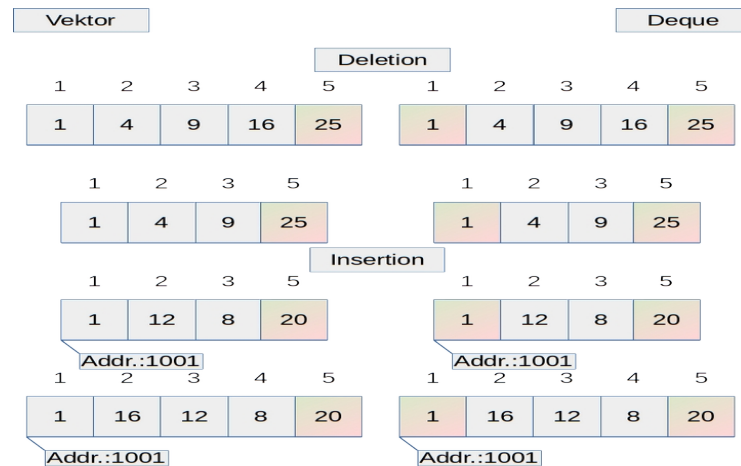 Vektor Deque
Deletion
1 2 3 4 5 1 2 3 4 5
1 4 9 16 25 1 4 9 16 25
1 2 3 5 1 2 3 5
1 4 9 25 1 4 9 25
Insertion
1 2 3 5 1 2 3 5
1 12 8 20 1 12 8 20
Addr.:1001 Addr.:1001
1 2 3 4 5 1 2 3 4 5
1 16 12 8 20 1 16 12 8 20
Addr.:1001 Addr.:1001